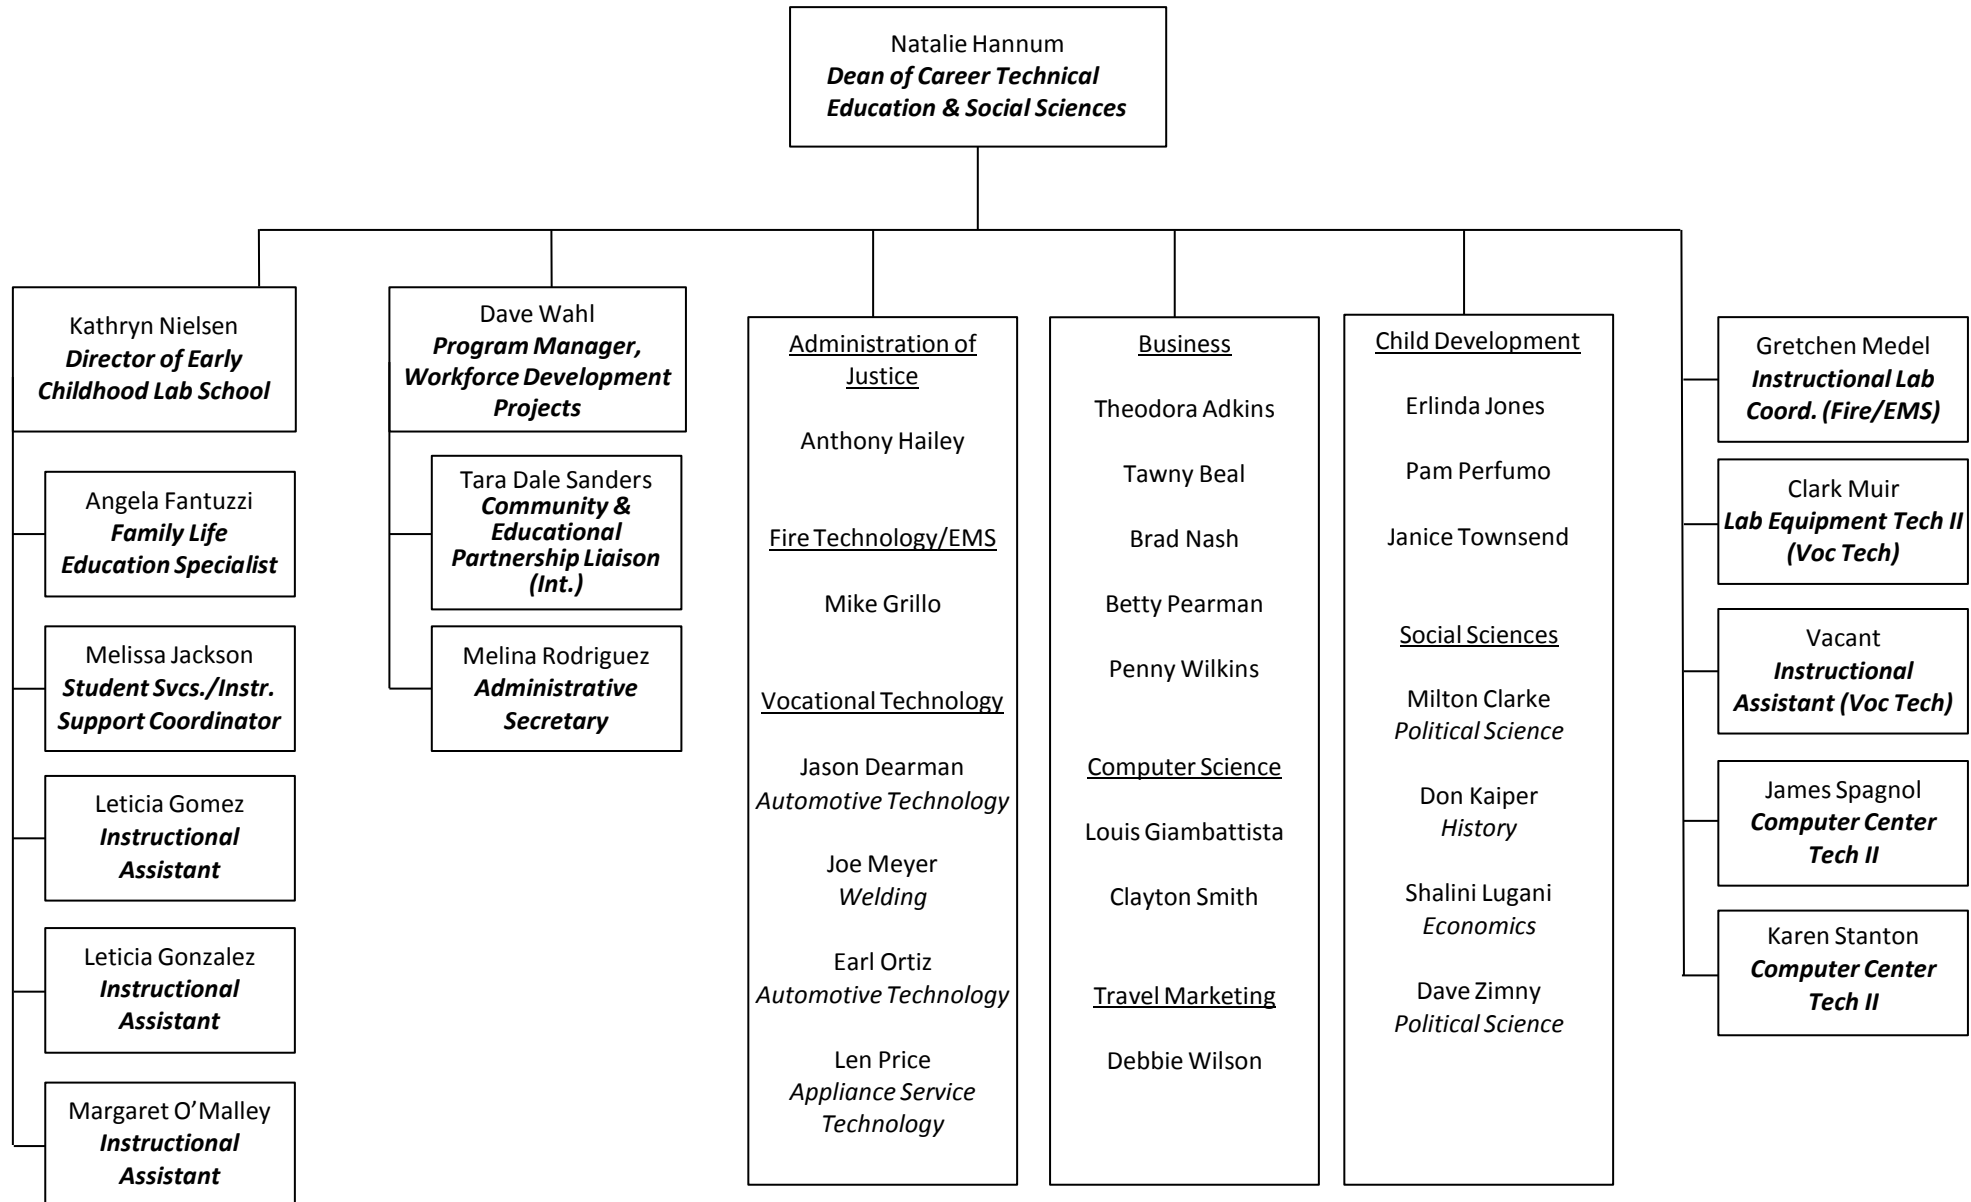 Natalie Hannum
Dean of Career Technical
Education & Social Sciences
Kathryn Nielsen
Director of Early
Childhood Lab School
Angela Fantuzzi
Family Life
Education Specialist
Melissa Jackson
Student Svcs./Instr.
Support Coordinator
Leticia Gomez
Instructional
Assistant
Leticia Gonzalez
Instructional
Assistant
Margaret O’Malley
Instructional
Assistant
Dave Wahl
Program Manager,
Workforce Development
Projects
Tara Dale Sanders
Community &
Educational
Partnership Liaison
(Int.)
Melina Rodriguez
Administrative
Secretary
Administration of
Justice
Anthony Hailey
Fire Technology/EMS
Mike Grillo
Vocational Technology
Jason Dearman
Automotive Technology
Joe Meyer
Welding
Earl Ortiz
Automotive Technology
Len Price
Appliance Service
Technology
Business
Theodora Adkins
Tawny Beal
Brad Nash
Betty Pearman
Penny Wilkins
Computer Science
Louis Giambattista
Clayton Smith
Travel Marketing
Debbie Wilson
Child Development
Erlinda Jones
Pam Perfumo
Janice Townsend
Social Sciences
Milton Clarke
Political Science
Don Kaiper
History
Shalini Lugani
Economics
Dave Zimny
Political Science
Gretchen Medel
Instructional Lab
Coord. (Fire/EMS)
Clark Muir
Lab Equipment Tech II
(Voc Tech)
Vacant
Instructional
Assistant (Voc Tech)
James Spagnol
Computer Center
Tech II
Karen Stanton
Computer Center
Tech II